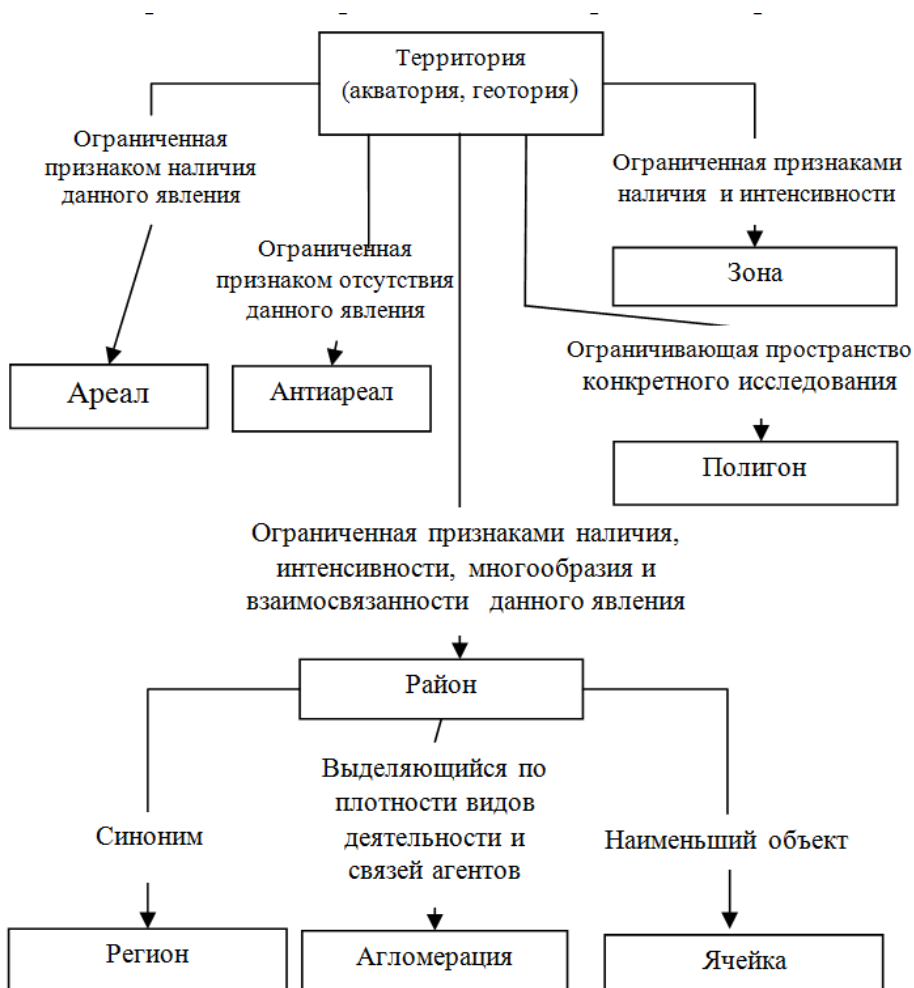 Территория
(акватория, геотория)
Ограниченная
признаком наличия
данного явления
Ограниченная признаками
наличия и интенсивности
Ограниченная
признаком отсутствия
данного явления
Зона
Ограничивающая пространство
конкретного исследования
Ареал
Антиареал
Полигон
Ограниченная признаками наличия,
интенсивности, многообразия и
взаимосвязанности данного явления
Район
Синоним
Выделяющийся по
плотности видов
деятельности и
связей агентов
Наименьший объект
Регион
Агломерация
Ячейка